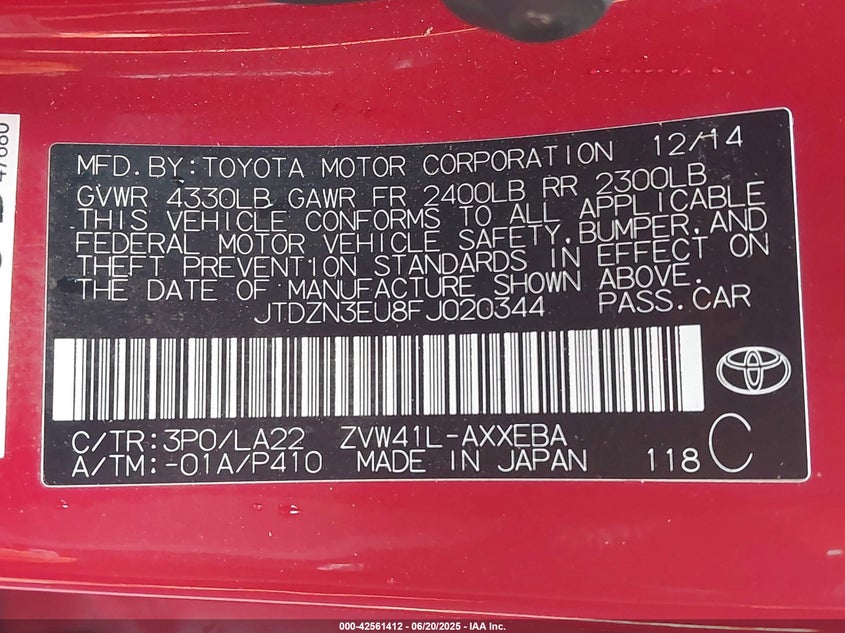 47680
MFD.BY:TOYOTA MOTOR CORPORATION 12/14
GVWR 4330LB GAWR FR 2400LB RR 2300LB
THIS VEHICLE CONFORMS TO ALL APPLICABLE
FEDERAL MOTOR VEHICLE SAFETY,BUMPER,AND
THEFT PREVENTION STANDARDS IN EFFECT ON
THE DATE OF MANUFACTURE SHOWN ABOVE.
JTDZN3EU8FJ020344 PASS.CAR
C/TR:3P0/LA22 ZVW41L-AXXEBA
A/TM:-01A/P410 MADE IN JAPAN 118 C
000-42561412 - 06/20/2025 - IAA Inc.